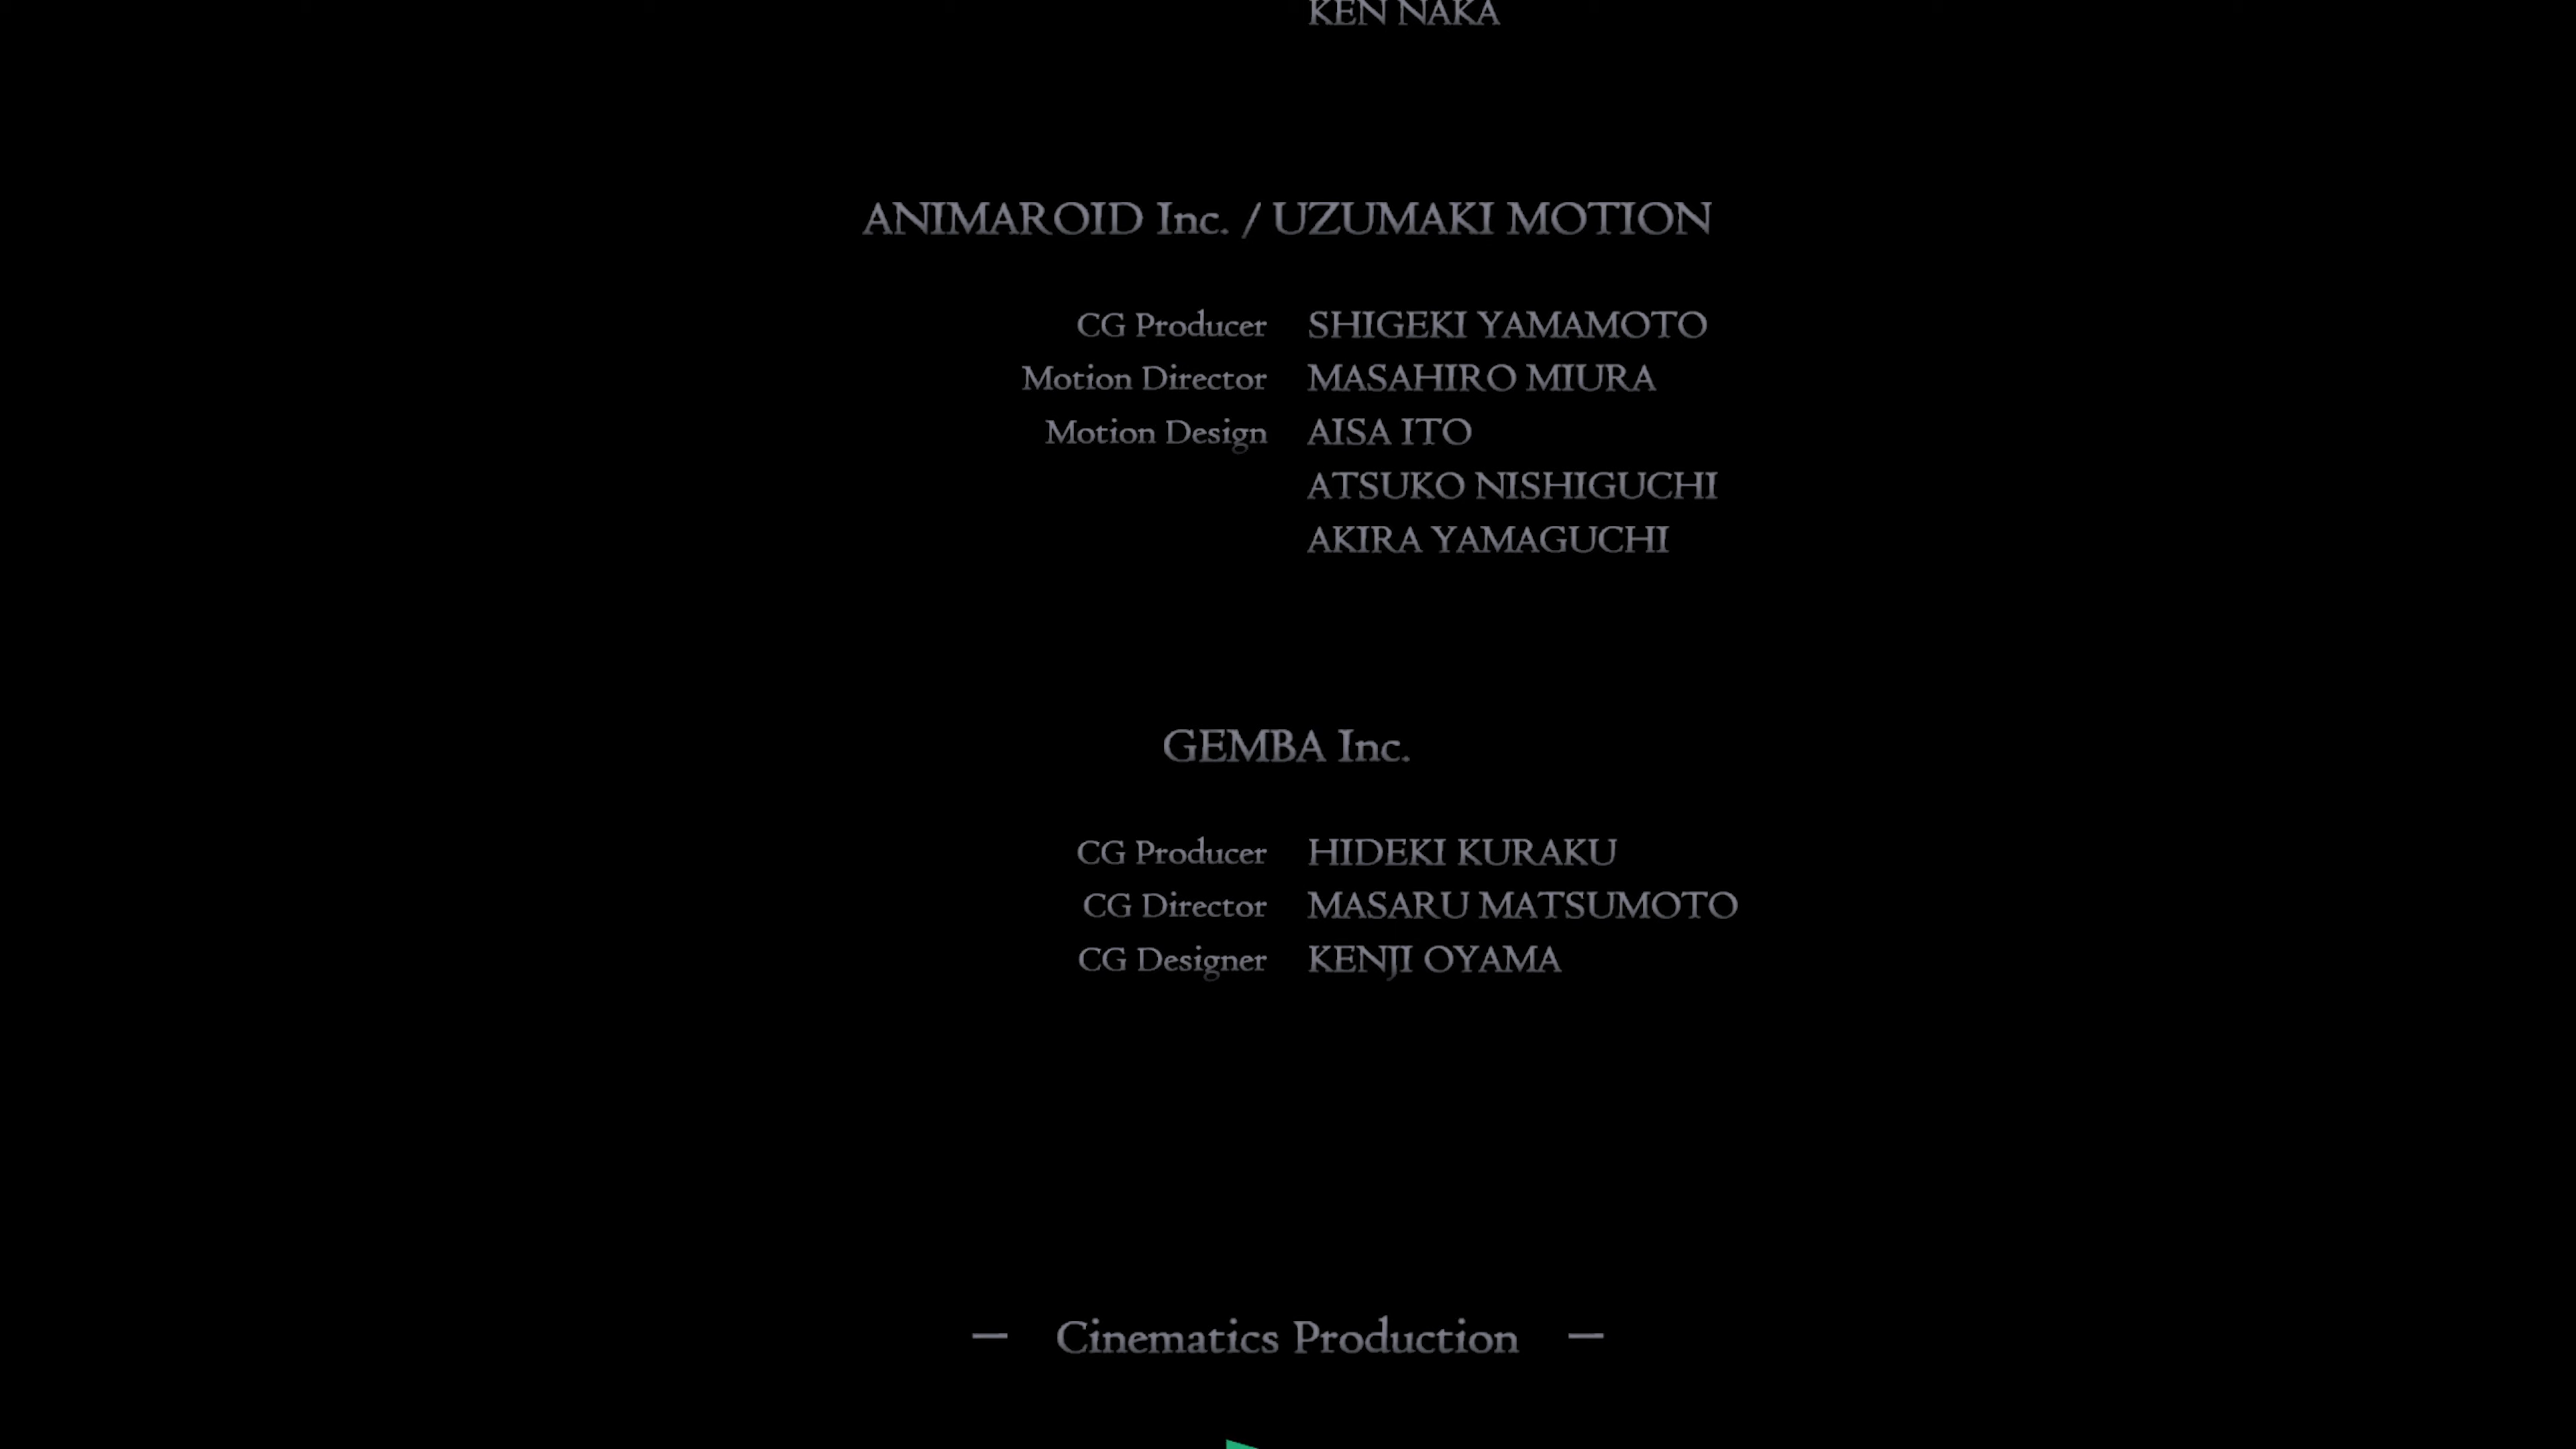 KEN NAKA
ANIMAROID Inc. / UZUMAKI MOTION
CG Producer SHIGEKI YAMAMOTO
Motion Director MASAHIRO MIURA
Motion Design AISA ITO
ATSUKO NISHIGUCHI
AKIRA YAMAGUCHI
GEMBA Inc.
CG Producer HIDEKI KURAKU
CG Director MASARU MATSUMOTO
CG Designer KENJI OYAMA
— Cinematics Production —